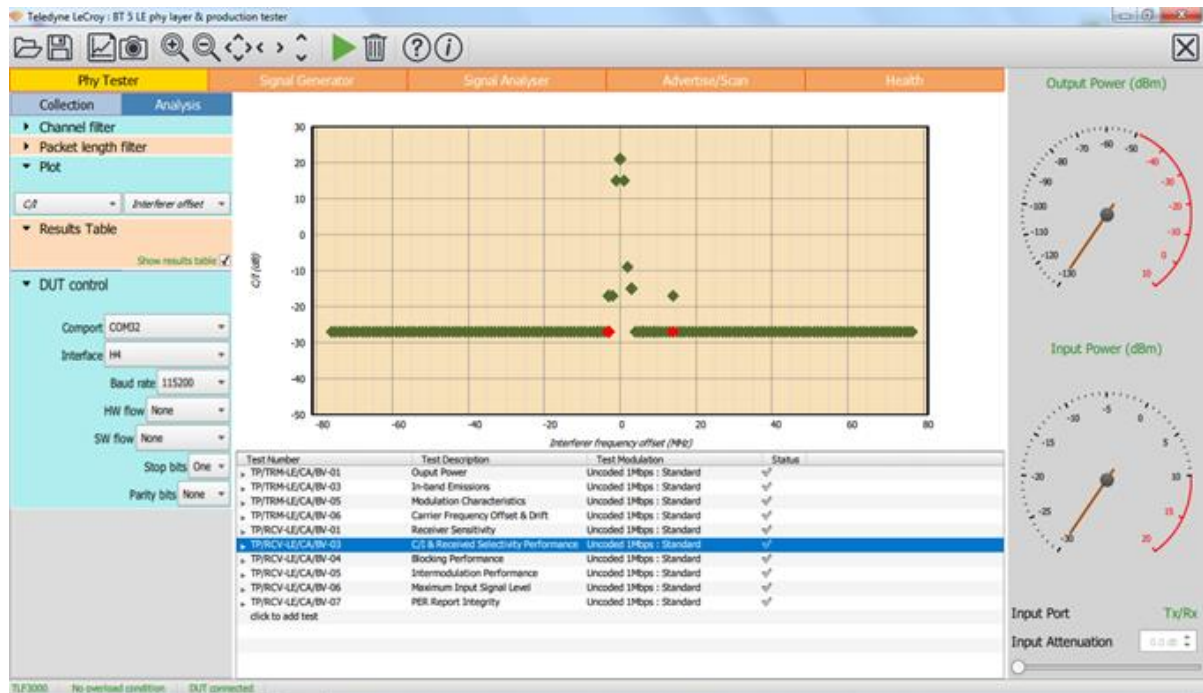 Teledyne LeCroy : BT 5 LE phy layer & production tester
Phy Tester Signal Generator Signal Analyser Advertise/Scan Health
Collection Analysis
Channel filter
Packet length filter
Plot
C/I Interferer offset
Results Table
Show results table
DUT control
Comport COM32
Interface H4
Baud rate 115200
HW flow None
SW flow None
Stop bits One
Parity bits None
30
20
10
0
-10
-20
-30
-40
-50
C/I (dB)
-80 -60 -40 -20 0 20 40 60 80
Interferer frequency offset (MHz)
Test Number Test Description Test Modulation Status
TP/TRM-LE/CA/BV-01 Ouput Power Uncoded 1Mbps : Standard
TP/TRM-LE/CA/BV-03 In-band Emissions Uncoded 1Mbps : Standard
TP/TRM-LE/CA/BV-05 Modulation Characteristics Uncoded 1Mbps : Standard
TP/TRM-LE/CA/BV-06 Carrier Frequency Offset & Drift Uncoded 1Mbps : Standard
TP/RCV-LE/CA/BV-01 Receiver Sensitivity Uncoded 1Mbps : Standard
TP/RCV-LE/CA/BV-03 C/I & Received Selectivity Performance Uncoded 1Mbps : Standard
TP/RCV-LE/CA/BV-04 Blocking Performance Uncoded 1Mbps : Standard
TP/RCV-LE/CA/BV-05 Intermodulation Performance Uncoded 1Mbps : Standard
TP/RCV-LE/CA/BV-06 Maximum Input Signal Level Uncoded 1Mbps : Standard
TP/RCV-LE/CA/BV-07 PER Report Integrity Uncoded 1Mbps : Standard
click to add test
Output Power (dBm)
-130 -120 -110 -100 -90 -80 -70 -60 -50 -40 -30 -20 -10 0 10
Input Power (dBm)
-30 -25 -20 -15 -10 -5 0 5 10 15 20
Input Port Tx/Rx
Input Attenuation 0.0 dB
TLF3000 No overload condition DUT connected